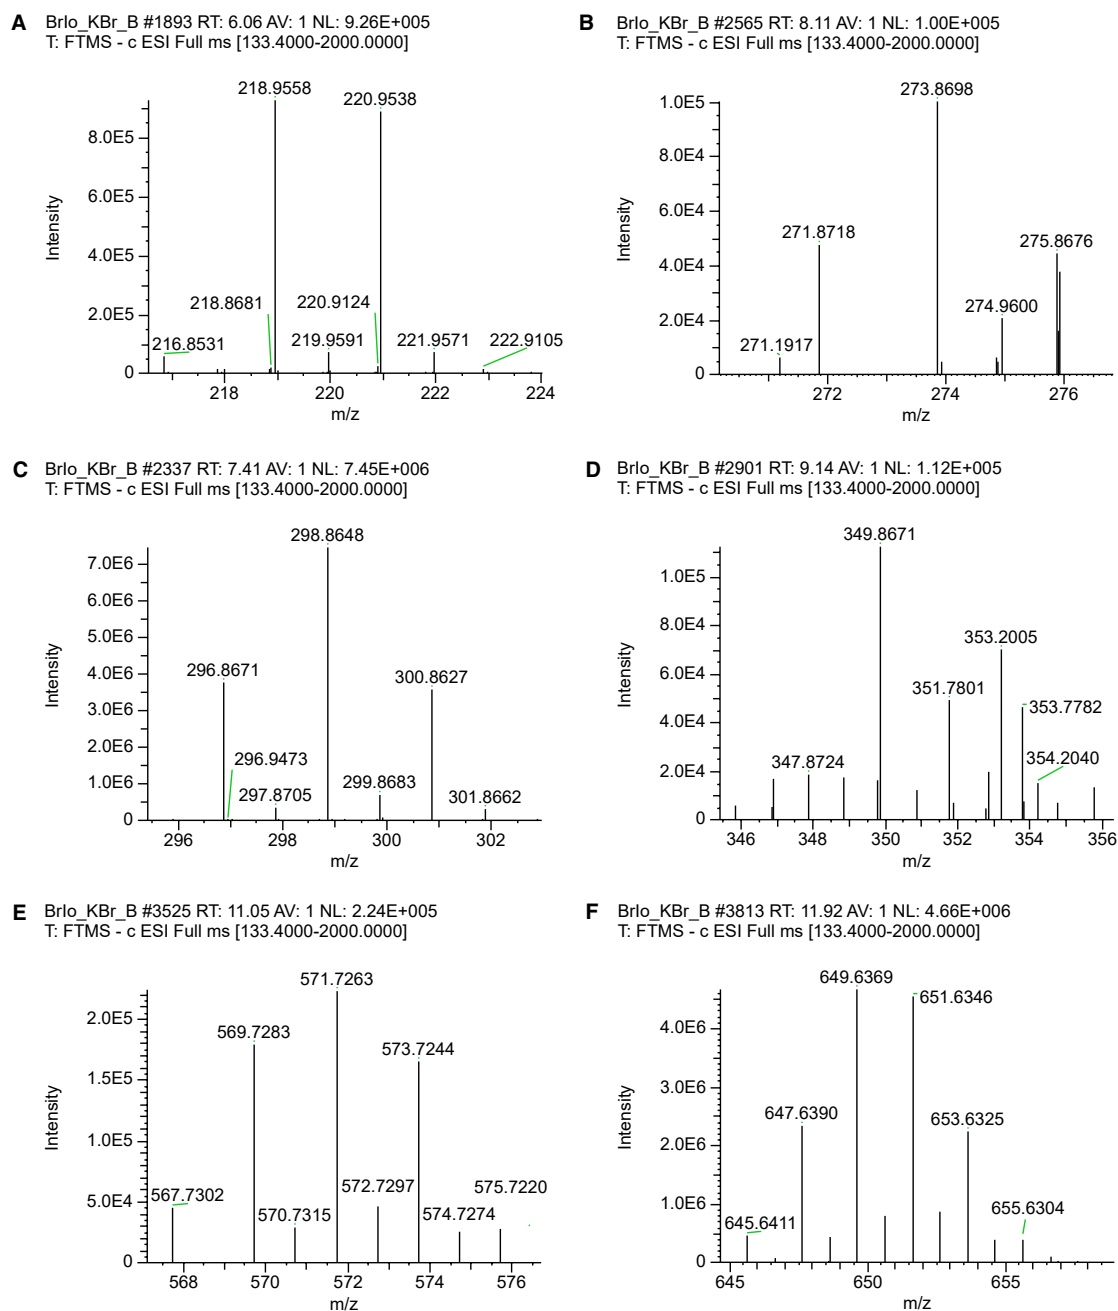 A BrIo_KBr_B #1893 RT: 6.06 AV: 1 NL: 9.26E+005
T: FTMS - c ESI Full ms [133.4000-2000.0000]
218.9558
220.9538
8.0E5
6.0E5
4.0E5
2.0E5
0
Intensity
218.8681
220.9124
216.8531
219.9591
221.9571
222.9105
218 220 222 224
m/z
B BrIo_KBr_B #2565 RT: 8.11 AV: 1 NL: 1.00E+005
T: FTMS - c ESI Full ms [133.4000-2000.0000]
273.8698
1.0E5
8.0E4
6.0E4
4.0E4
2.0E4
0
Intensity
271.8718
275.8676
274.9600
271.1917
272 274 276
m/z
C BrIo_KBr_B #2337 RT: 7.41 AV: 1 NL: 7.45E+006
T: FTMS - c ESI Full ms [133.4000-2000.0000]
298.8648
7.0E6
6.0E6
5.0E6
4.0E6
3.0E6
2.0E6
1.0E6
0
Intensity
296.8671
300.8627
296.9473
297.8705
299.8683
301.8662
296 298 300 302
m/z
D BrIo_KBr_B #2901 RT: 9.14 AV: 1 NL: 1.12E+005
T: FTMS - c ESI Full ms [133.4000-2000.0000]
349.8671
1.0E5
8.0E4
6.0E4
4.0E4
2.0E4
0
Intensity
353.2005
351.7801
353.7782
347.8724
354.2040
346 348 350 352 354 356
m/z
E BrIo_KBr_B #3525 RT: 11.05 AV: 1 NL: 2.24E+005
T: FTMS - c ESI Full ms [133.4000-2000.0000]
571.7263
2.0E5
1.5E5
1.0E5
5.0E4
0
Intensity
569.7283
573.7244
567.7302
572.7297
575.7220
570.7315
574.7274
568 570 572 574 576
m/z
F BrIo_KBr_B #3813 RT: 11.92 AV: 1 NL: 4.66E+006
T: FTMS - c ESI Full ms [133.4000-2000.0000]
649.6369
651.6346
4.0E6
3.0E6
2.0E6
1.0E6
0
Intensity
647.6390
653.6325
645.6411
655.6304
645 650 655
m/z